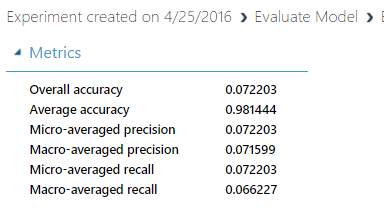 Experiment created on 4/25/2016 ❯ Evaluate Model ❯
Metrics
Overall accuracy 0.072203
Average accuracy 0.981444
Micro-averaged precision 0.072203
Macro-averaged precision 0.071599
Micro-averaged recall 0.072203
Macro-averaged recall 0.066227